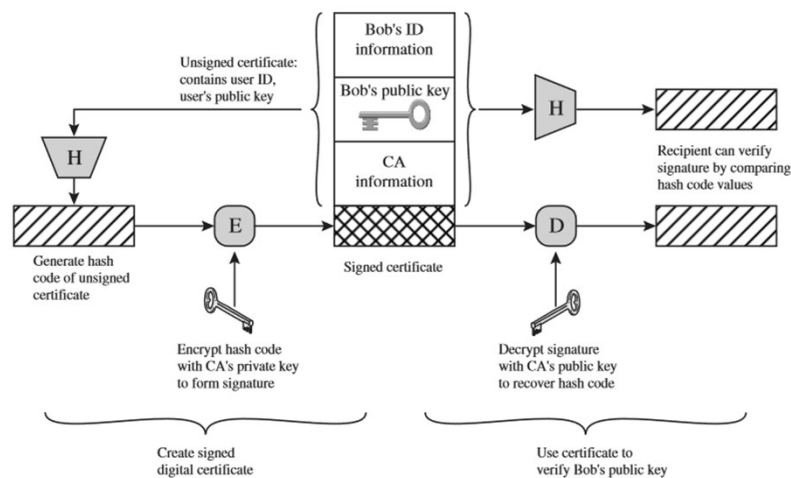 Bob's ID
information
Unsigned certificate:
contains user ID,
user's public key
Bob's public key
H
H
CA
information
Recipient can verify
signature by comparing
hash code values
E
D
Generate hash
code of unsigned
certificate
Signed certificate
Encrypt hash code
with CA's private key
to form signature
Decrypt signature
with CA's public key
to recover hash code
Create signed
digital certificate
Use certificate to
verify Bob's public key